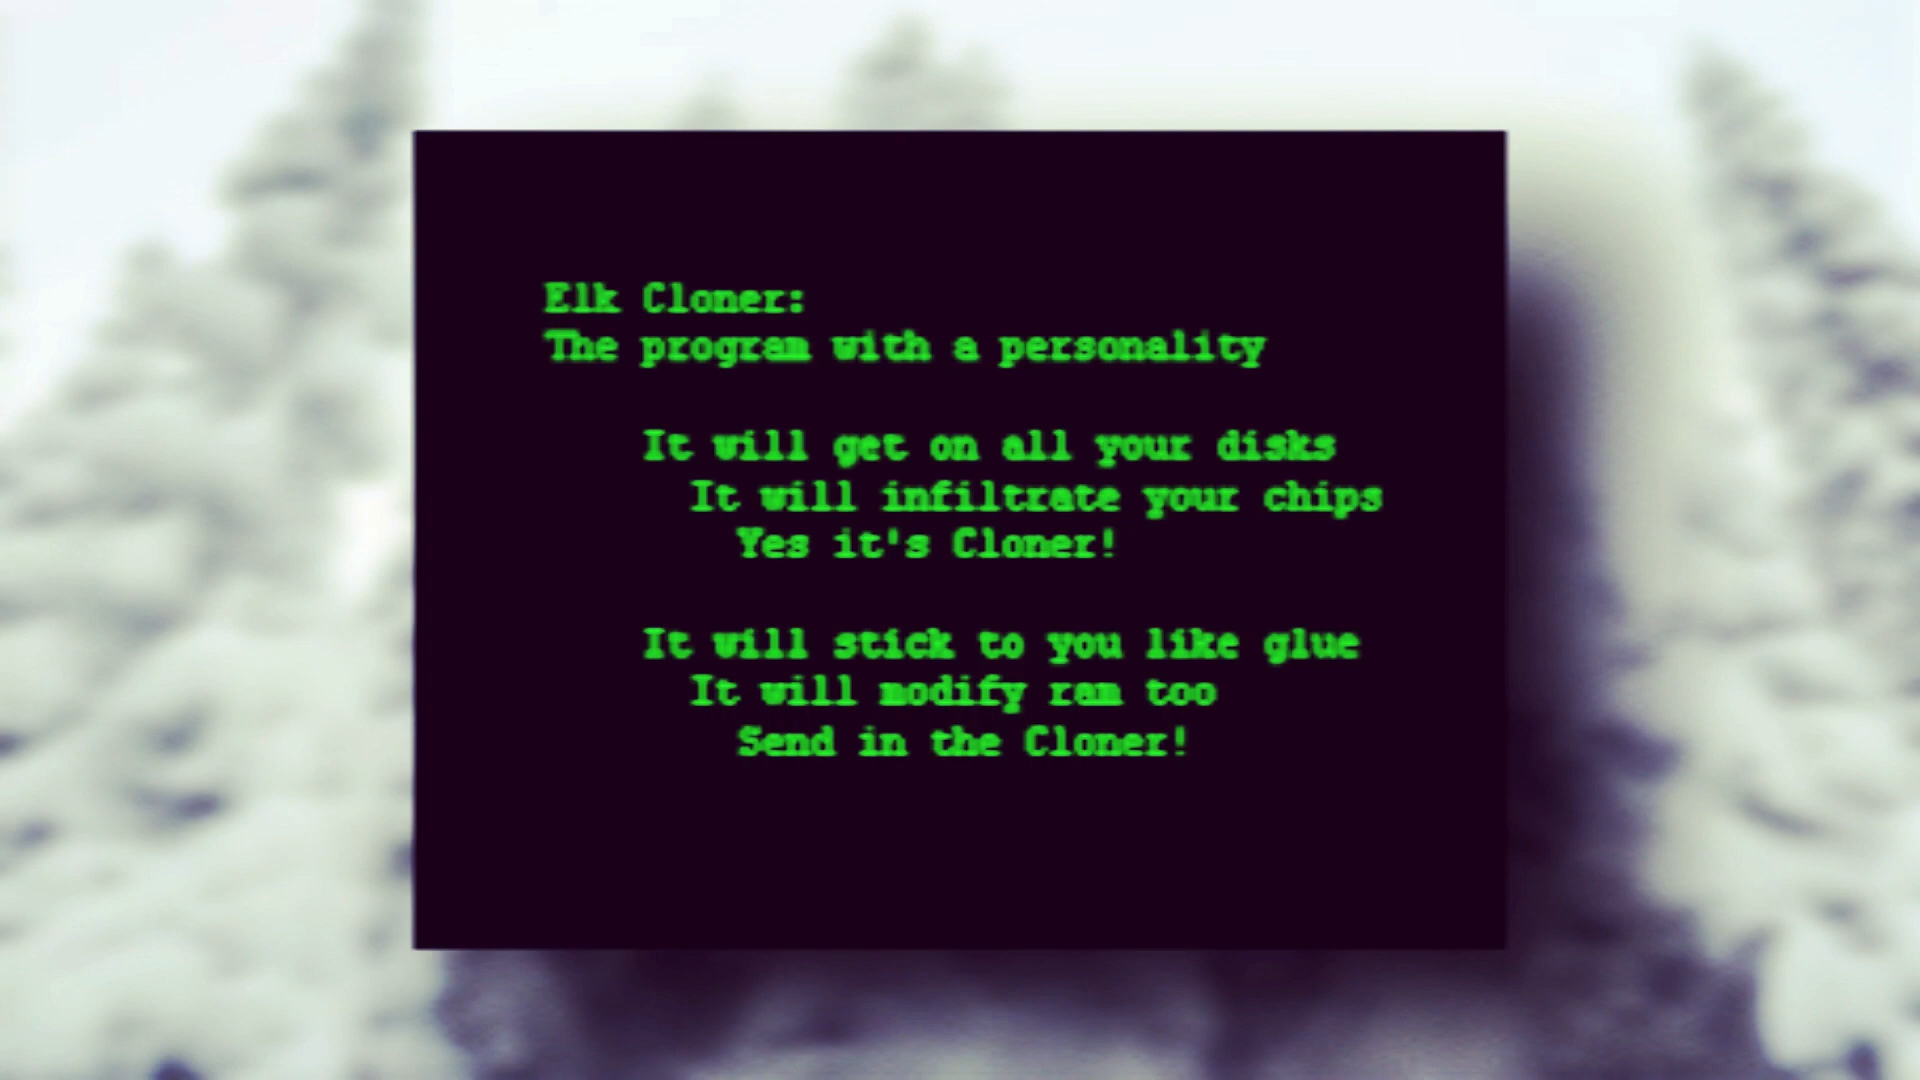 Elk Cloner:
The program with a personality
It will get on all your disks
It will infiltrate your chips
Yes it's Cloner!
It will stick to you like glue
It will modify ram too
Send in the Cloner!